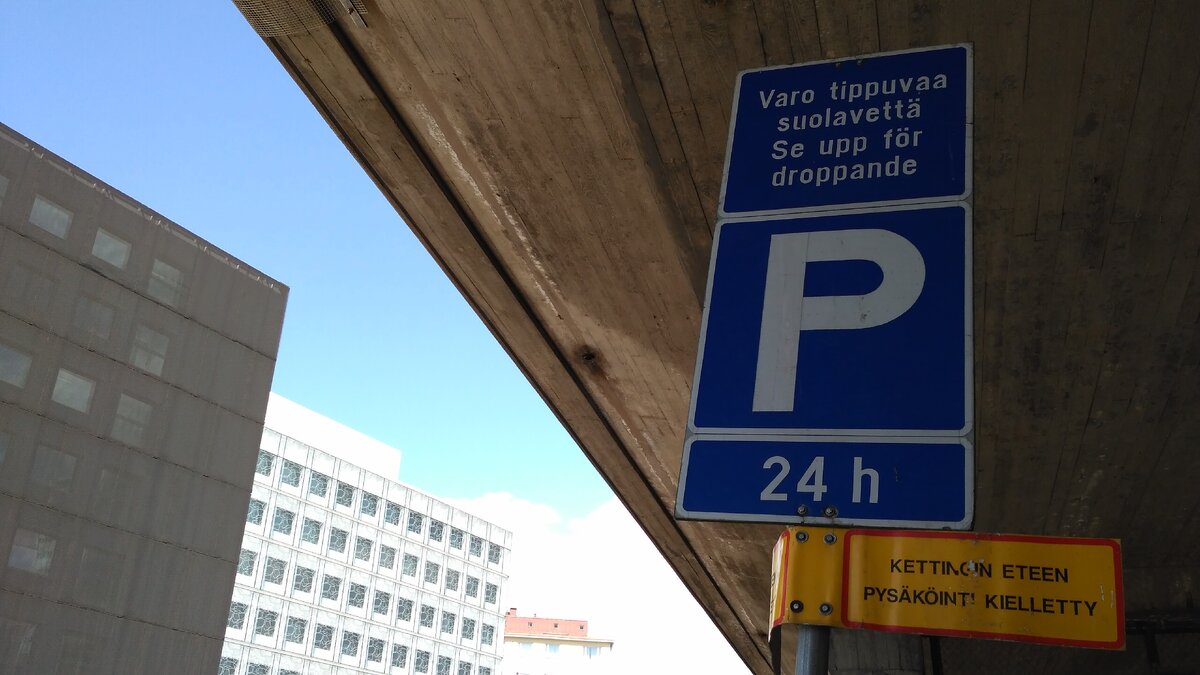 Varo tippuvaa
suolavettä
Se upp för
droppande
P
24 h
KETTINGIN ETEEN
PYSÄKÖINTI KIELLETTY